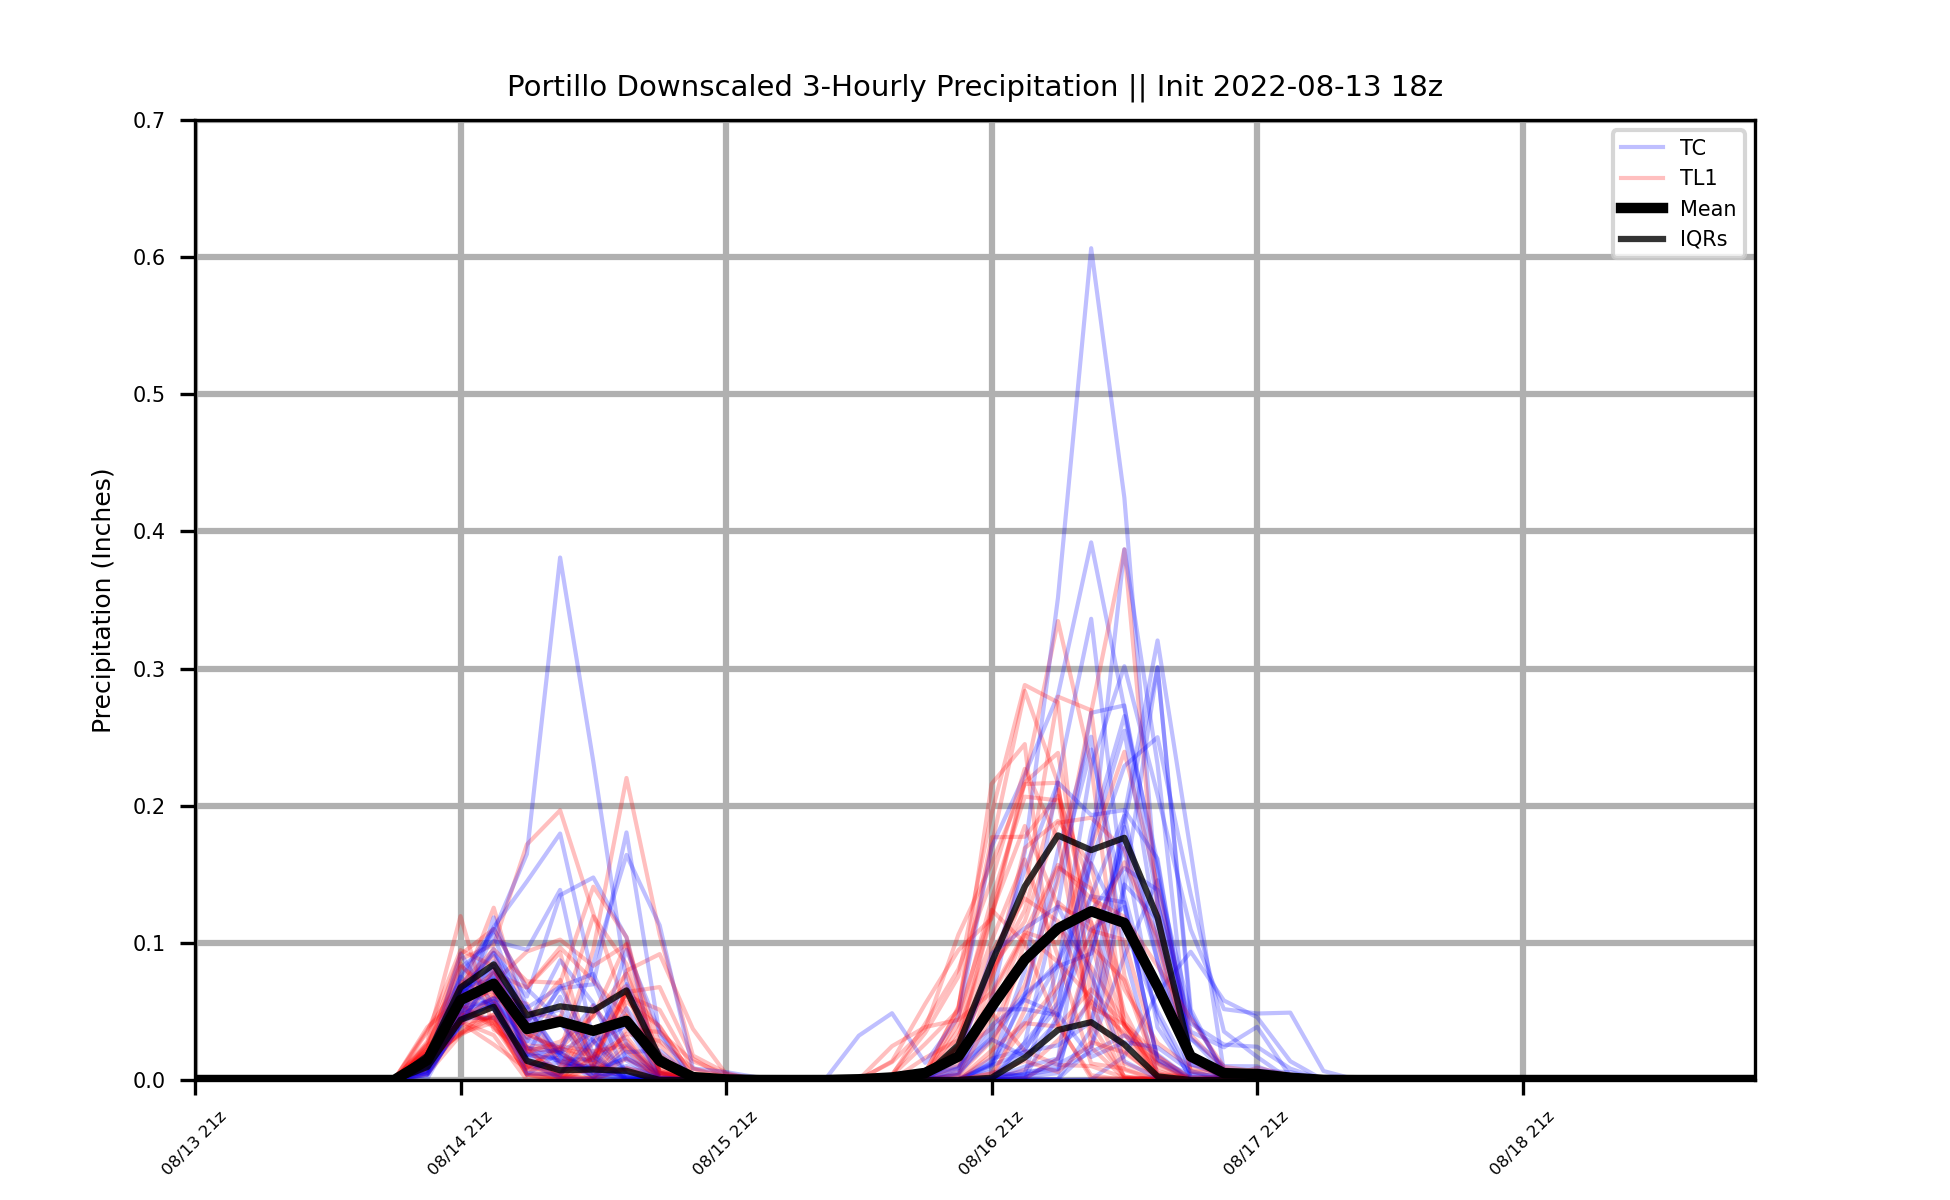 Portillo Downscaled 3-Hourly Precipitation || Init 2022-08-13 18z
0.7
0.6
0.5
0.4
0.3
0.2
0.1
0.0
Precipitation (Inches)
TC
TL1
Mean
IQRs
08/13 21z
08/14 21z
08/15 21z
08/16 21z
08/17 21z
08/18 21z